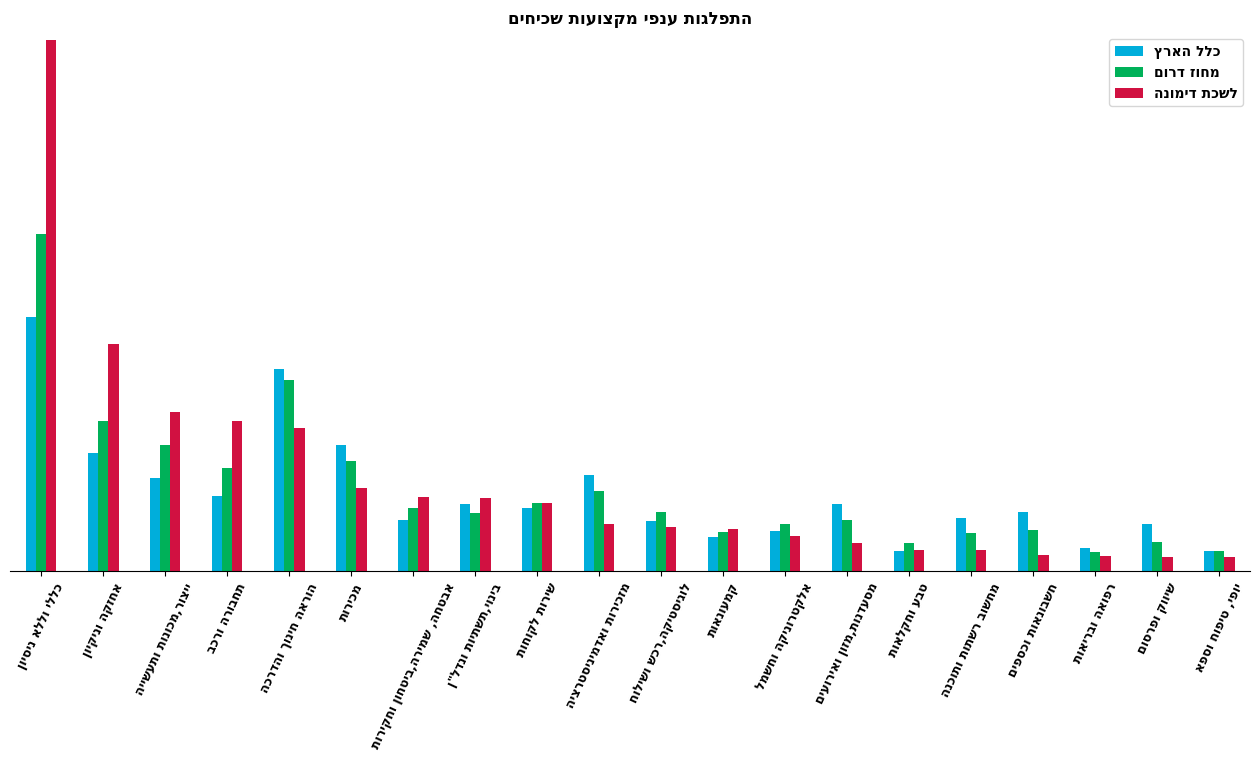 התפלגות ענפי מקצועות שכיחים
כלל הארץ
מחוז דרום
לשכת דימונה
כללי וללא ניסיון
אחזקה וניקיון
ייצור,מכונות ותעשייה
תחבורה ורכב
הוראה חינוך והדרכה
מכירות
אבטחה, שמירה,ביטחון וחקירות
בינוי,תשתיות ונדל"ן
שירות לקוחות
מזכירות ואדמיניסטרציה
לוגיסטיקה,רכש ושילוח
קמעונאות
אלקטרוניקה וחשמל
מסעדנות,מזון ואירועים
טבע וחקלאות
מחשוב רשתות ותוכנה
חשבונאות וכספים
רפואה ובריאות
שיווק ופרסום
יופי, טיפוח וספא